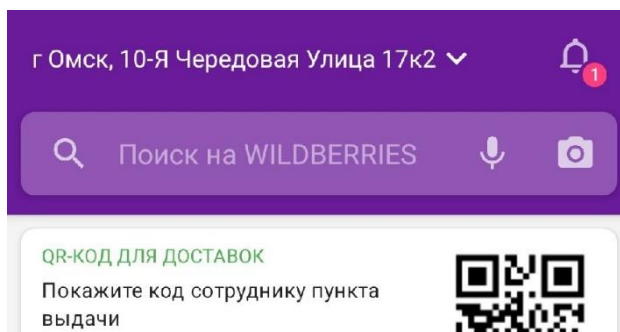 г Омск, 10-Я Чередовая Улица 17к2
1
Поиск на WILDBERRIES
QR-КОД ДЛЯ ДОСТАВОК
Покажите код сотруднику пункта
выдачи